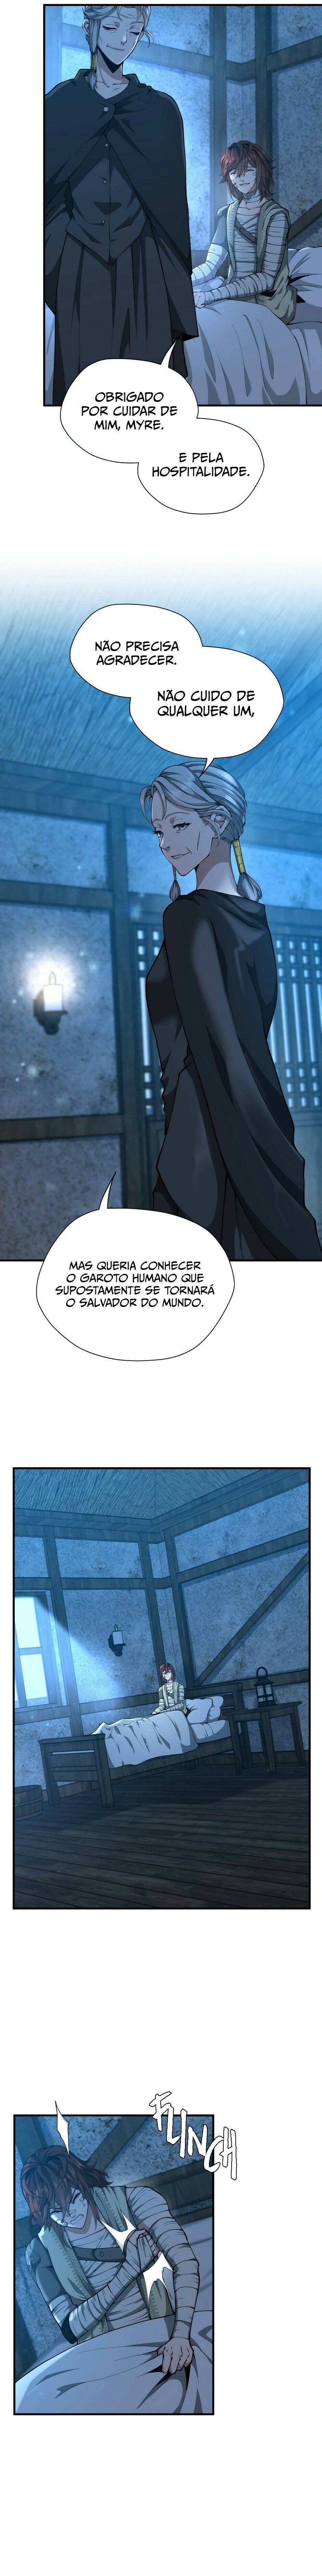 OBRIGADO
POR CUIDAR DE
MIM, MYRE.
E PELA
HOSPITALIDADE.
NÃO PRECISA
AGRADECER.
NÃO CUIDO DE
QUALQUER UM,
MAS QUERIA CONHECER
O GAROTO HUMANO QUE
SUPOSTAMENTE SE TORNARÁ
O SALVADOR DO MUNDO.
FLINCH